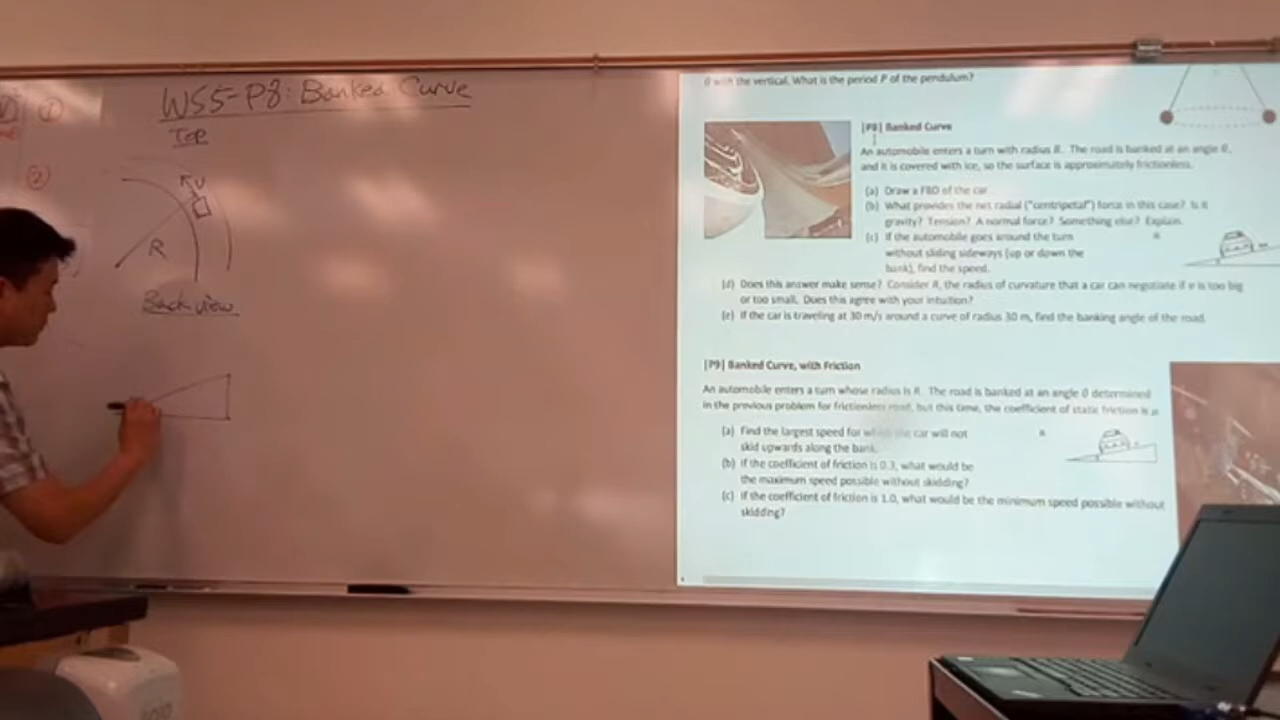 ①
WS5-P8: Banked Curve
Top
②
v
R
Back view
θ with the vertical. What is the period P of the pendulum?
[P8] Banked Curve
An automobile enters a turn with radius R. The road is banked at an angle θ,
and it is covered with ice, so the surface is approximately frictionless.
(a) Draw a FBD of the car
(b) What provides the net radial ("centripetal") force in this case? Is it
gravity? Tension? A normal force? Something else? Explain.
(c) If the automobile goes around the turn
without sliding sideways (up or down the
bank), find the speed.
(d) Does this answer make sense? Consider R, the radius of curvature that a car can negotiate if v is too big
or too small. Does this agree with your intuition?
(e) If the car is traveling at 30 m/s around a curve of radius 30 m, find the banking angle of the road.
[P9] Banked Curve, with Friction
An automobile enters a turn whose radius is R. The road is banked at an angle θ determined
in the previous problem for frictionless road, but this time, the coefficient of static friction is μ
(a) Find the largest speed for which the car will not
skid upwards along the bank.
(b) If the coefficient of friction is 0.3, what would be
the maximum speed possible without skidding?
(c) If the coefficient of friction is 1.0, what would be the minimum speed possible without
skidding?